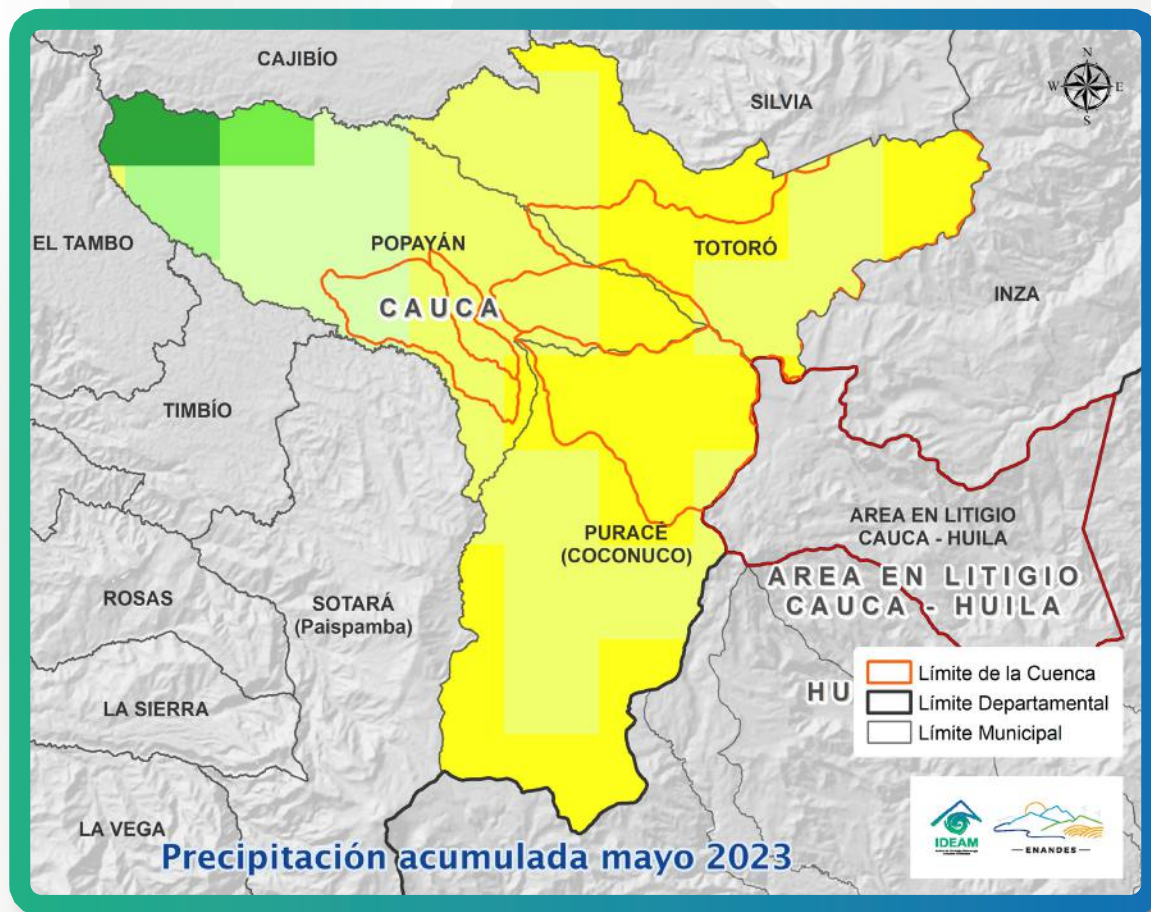 CAJIBÍO
N
W E
S
SILVIA
EL TAMBO
POPAYÁN
TOTORÓ
CAUCA
INZA
TIMBÍO
AREA EN LITIGIO
CAUCA - HUILA
PURACÉ
(COCONUCO)
AREA EN LITIGIO
CAUCA - HUILA
ROSAS
SOTARÁ
(Paispamba)
LA SIERRA
HU
Límite de la Cuenca
Límite Departamental
Límite Municipal
LA VEGA
Precipitación acumulada mayo 2023
IDEAM
ENANDES